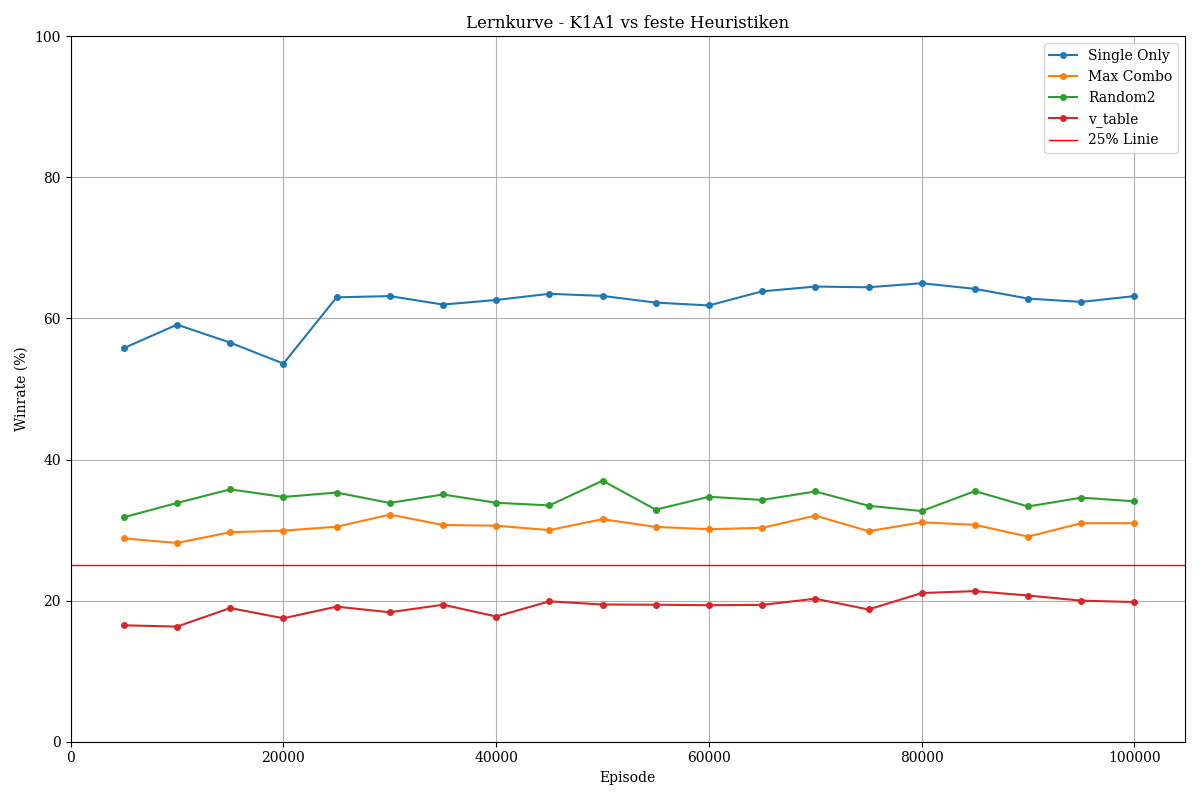 Lernkurve - K1A1 vs feste Heuristiken
100
80
60
40
20
0
Winrate (%)
Single Only
Max Combo
Random2
v_table
25% Linie
0
20000
40000
60000
80000
100000
Episode